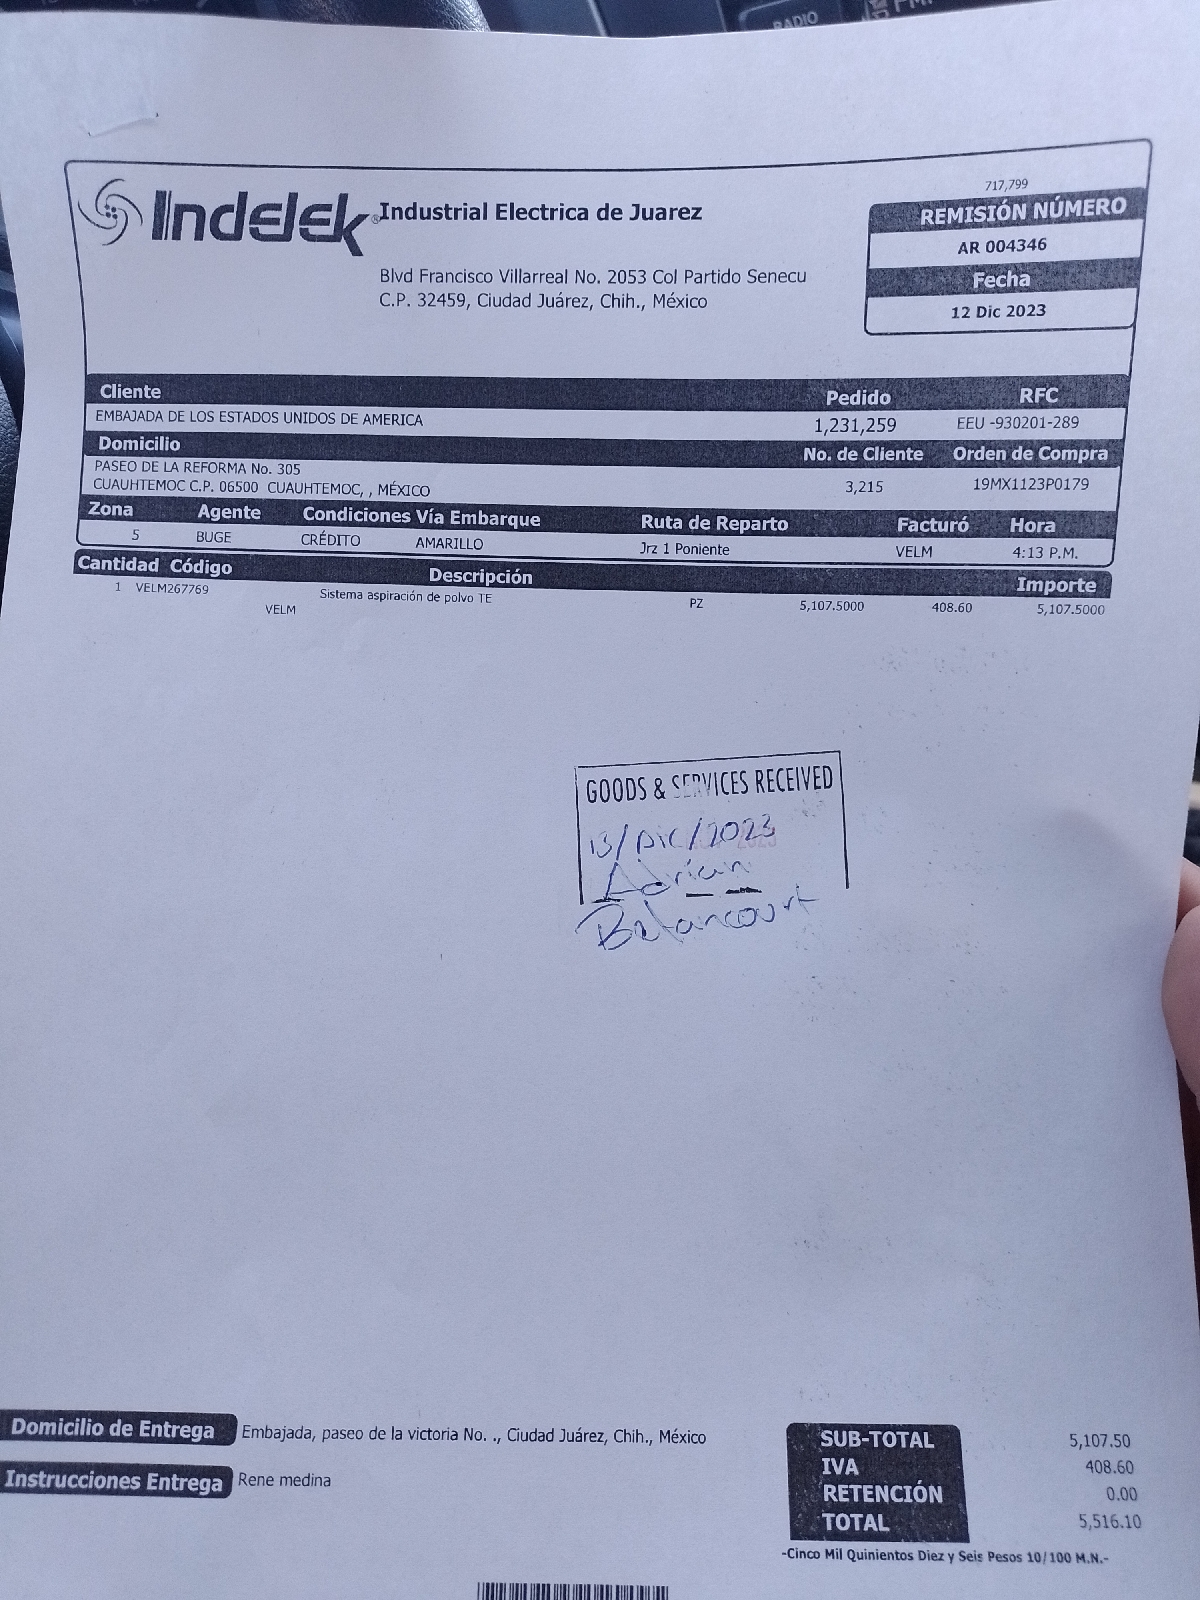 RADIO
717,799
Indelek® Industrial Electrica de Juarez
REMISIÓN NÚMERO
AR 004346
Blvd Francisco Villarreal No. 2053 Col Partido Senecu
C.P. 32459, Ciudad Juárez, Chih., México
Fecha
12 Dic 2023
Cliente Pedido RFC
EMBAJADA DE LOS ESTADOS UNIDOS DE AMERICA 1,231,259 EEU -930201-289
Domicilio No. de Cliente Orden de Compra
PASEO DE LA REFORMA No. 305
CUAUHTEMOC C.P. 06500 CUAUHTEMOC, , MÉXICO 3,215 19MX1123P0179
Zona Agente Condiciones Vía Embarque Ruta de Reparto Facturó Hora
5 BUGE CRÉDITO AMARILLO Jrz 1 Poniente VELM 4:13 P.M.
Cantidad Código Descripción Importe
1 VELM267769 Sistema aspiración de polvo TE PZ 5,107.5000 408.60 5,107.5000
VELM
GOODS & SERVICES RECEIVED
13/Dic/2023
Adrian
Betancourt
Domicilio de Entrega Embajada, paseo de la victoria No. ., Ciudad Juárez, Chih., México
Instrucciones Entrega Rene medina
SUB-TOTAL 5,107.50
IVA 408.60
RETENCIÓN 0.00
TOTAL 5,516.10
-Cinco Mil Quinientos Diez y Seis Pesos 10/100 M.N.-